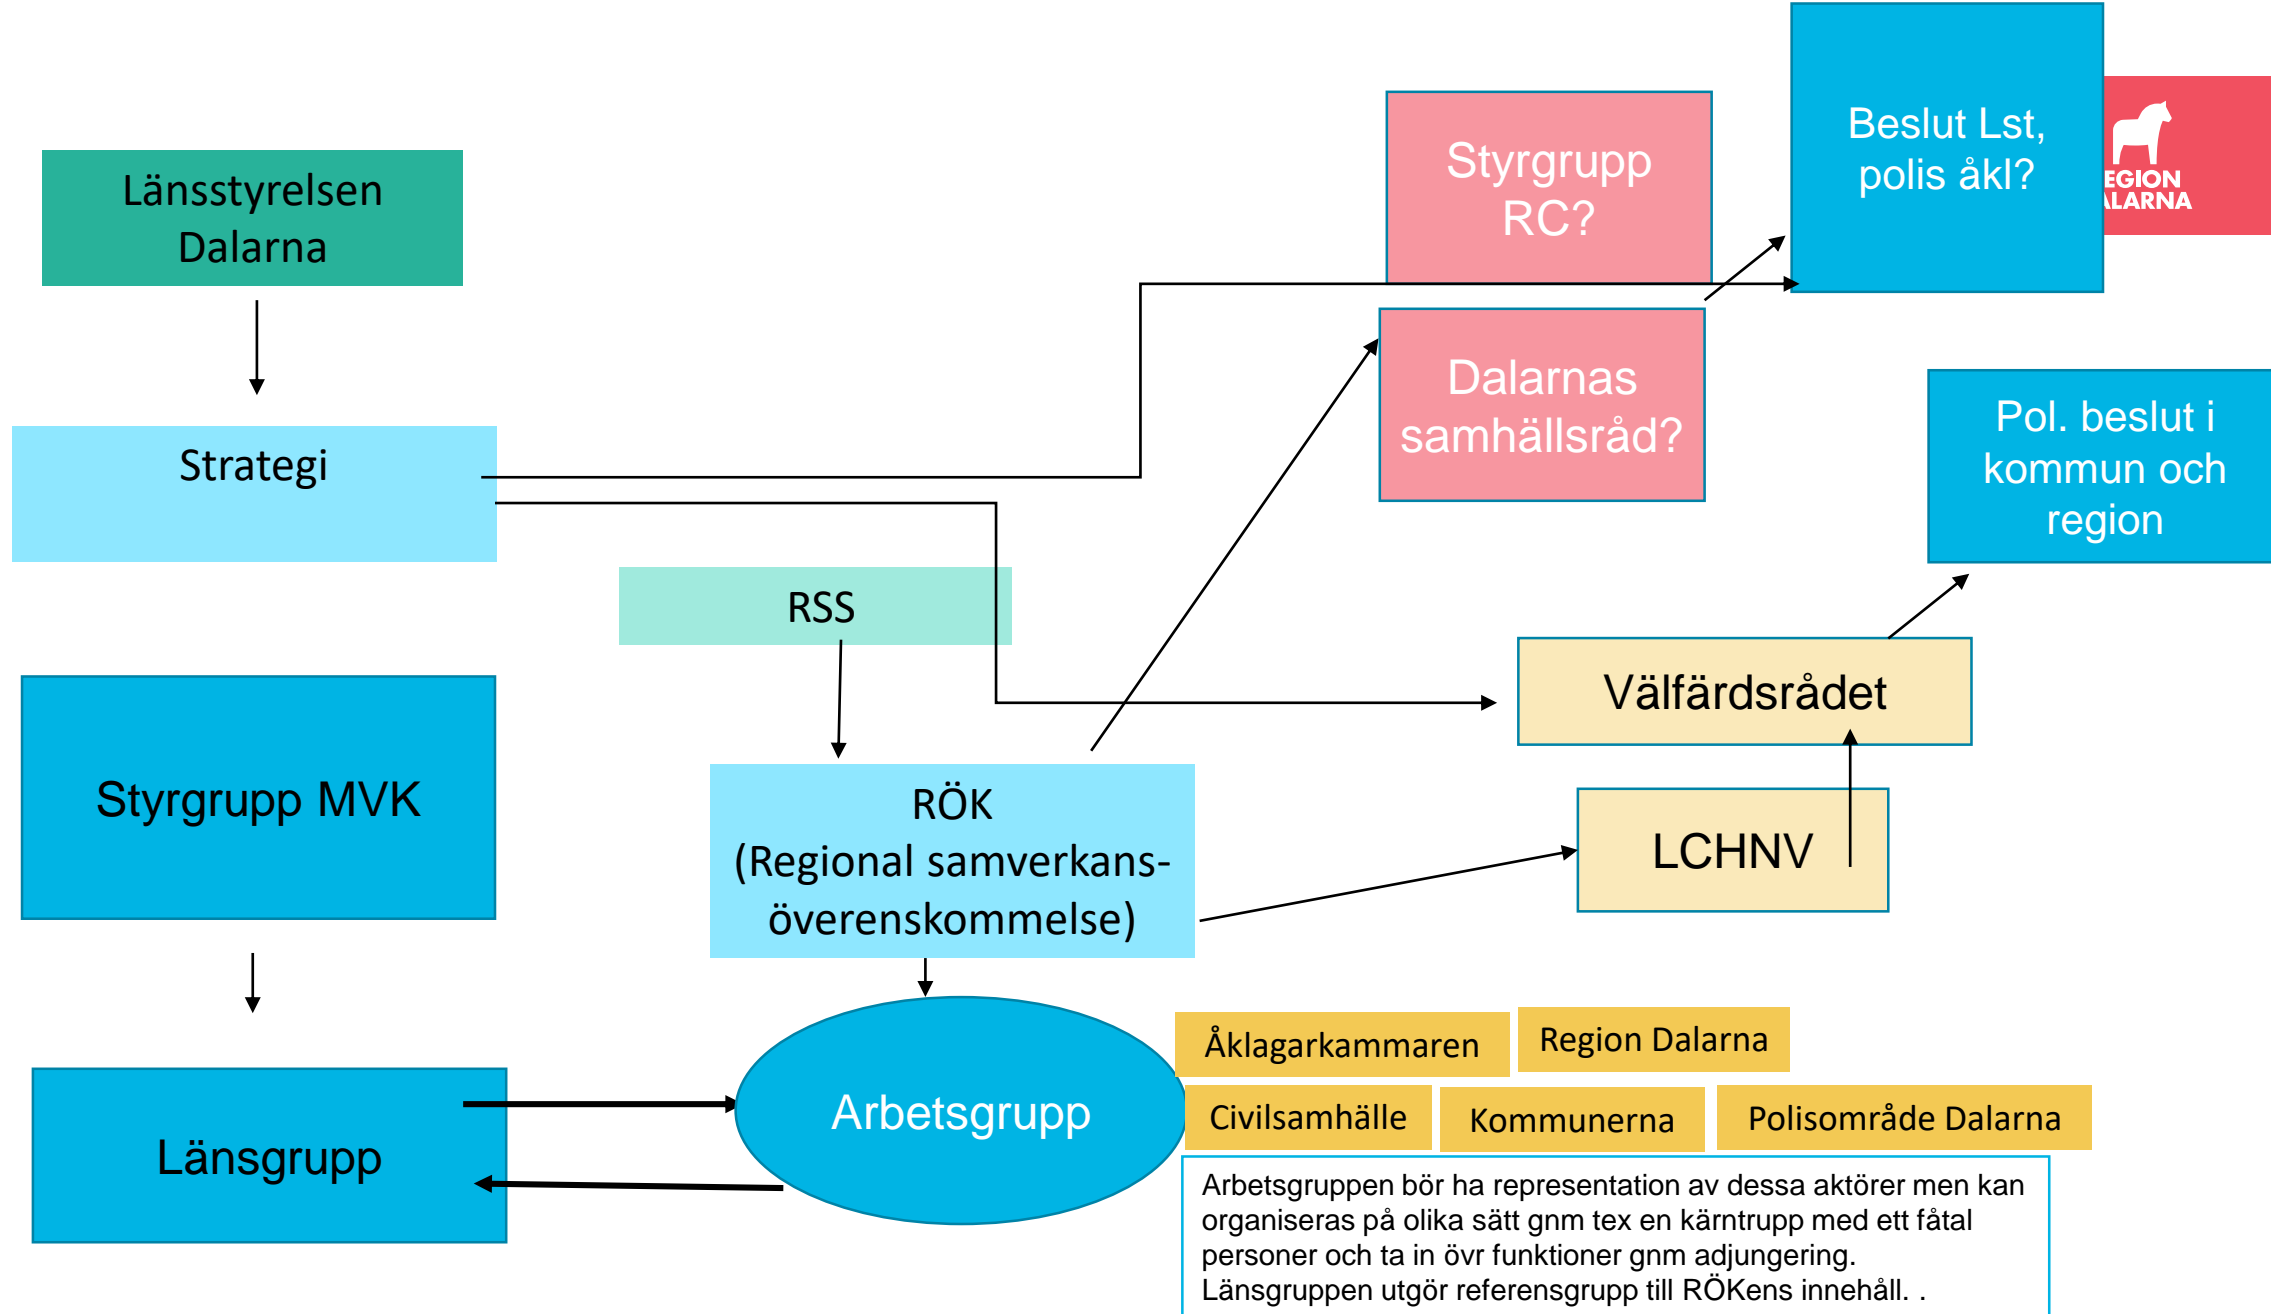 Länsstyrelsen
Dalarna
Strategi
Styrgrupp MVK
Länsgrupp
RSS
RÖK
(Regional samverkans-
överenskommelse)
Arbetsgrupp
Styrgrupp
RC?
Dalarnas
samhällsråd?
Beslut Lst,
polis åkl?
EGION
ALARNA
Pol. beslut i
kommun och
region
Välfärdsrådet
LCHNV
Åklagarkammaren
Region Dalarna
Civilsamhälle
Kommunerna
Polisområde Dalarna
Arbetsgruppen bör ha representation av dessa aktörer men kan
organiseras på olika sätt gnm tex en kärntrupp med ett fåtal
personer och ta in övr funktioner gnm adjungering.
Länsgruppen utgör referensgrupp till RÖKens innehåll. .